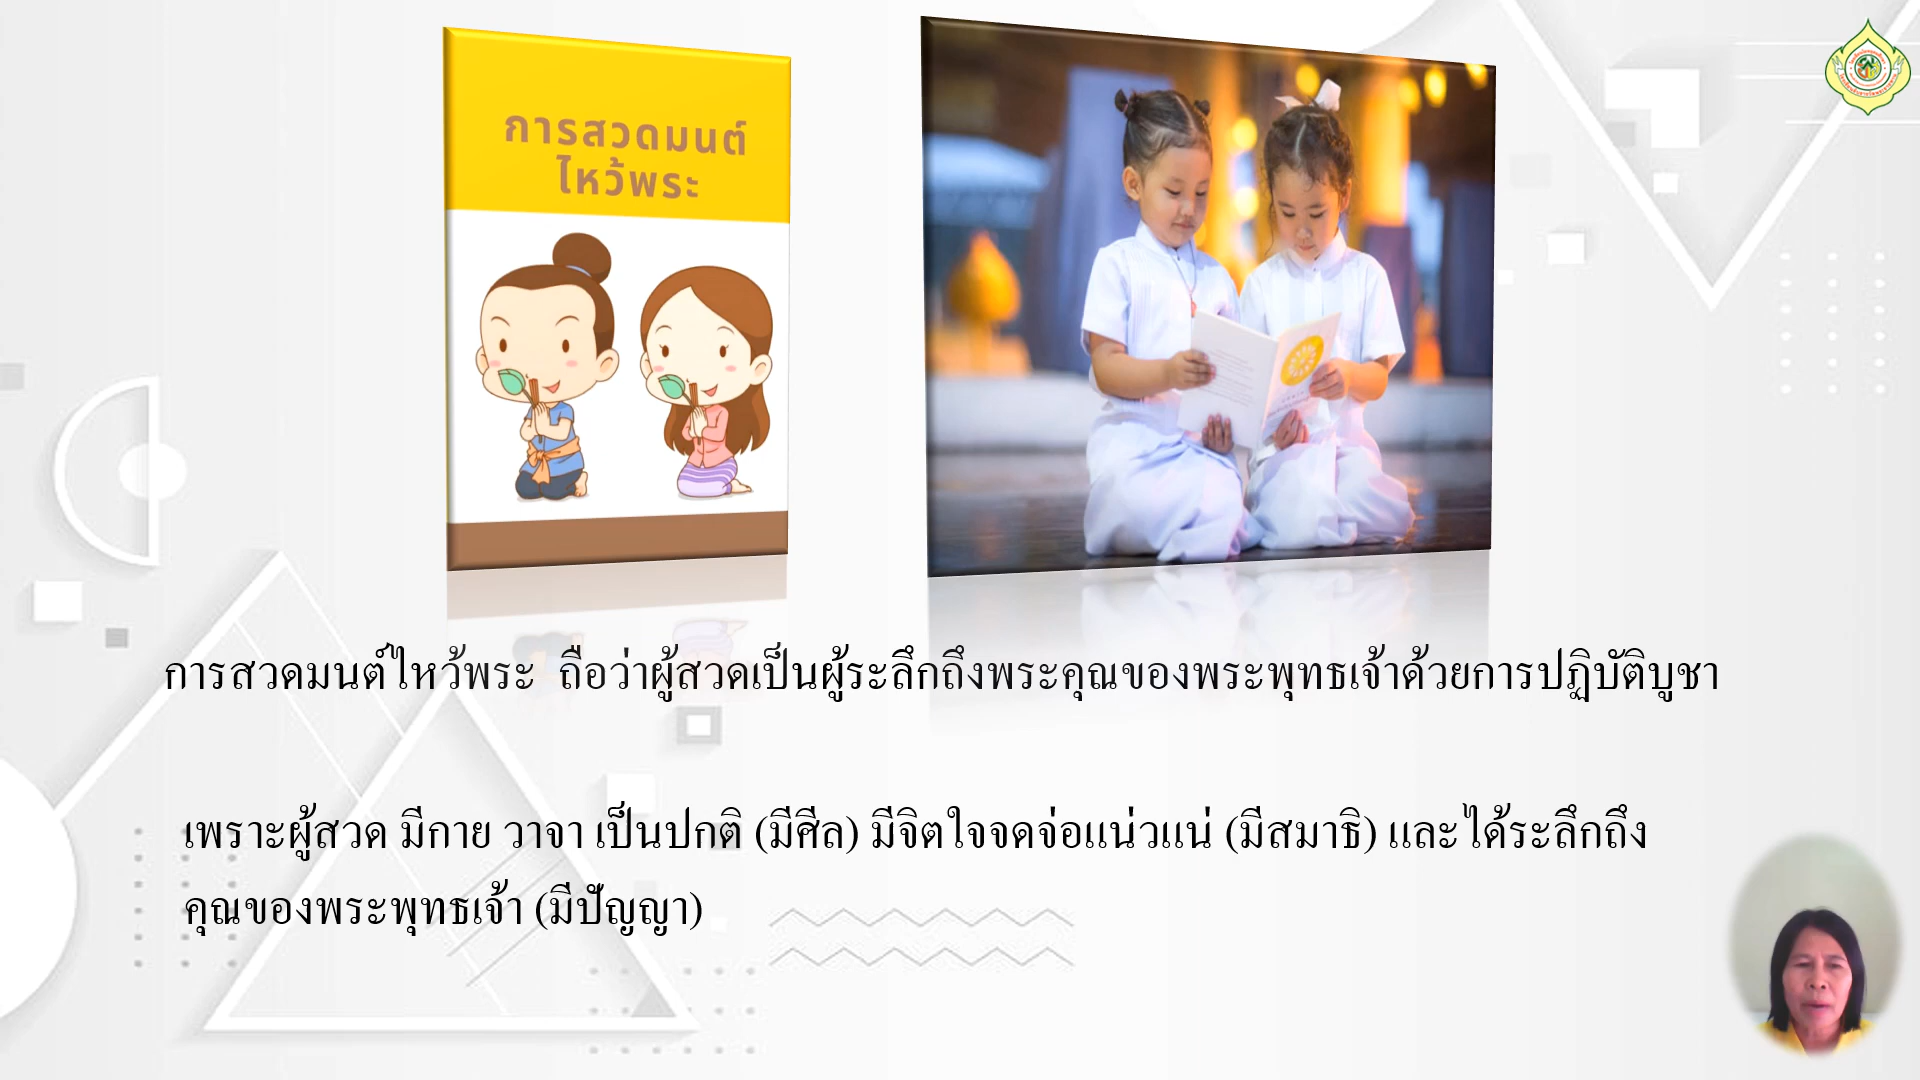 การสวดมนต์
ไหว้พระ
การสวดมนต์ไหว้พระ ถือว่าผู้สวดเป็นผู้ระลึกถึงพระคุณของพระพุทธเจ้าด้วยการปฏิบัติบูชา
เพราะผู้สวด มีกาย วาจา เป็นปกติ (มีศีล) มีจิตใจจดจ่อแน่วแน่ (มีสมาธิ) และได้ระลึกถึง
คุณของพระพุทธเจ้า (มีปัญญา)